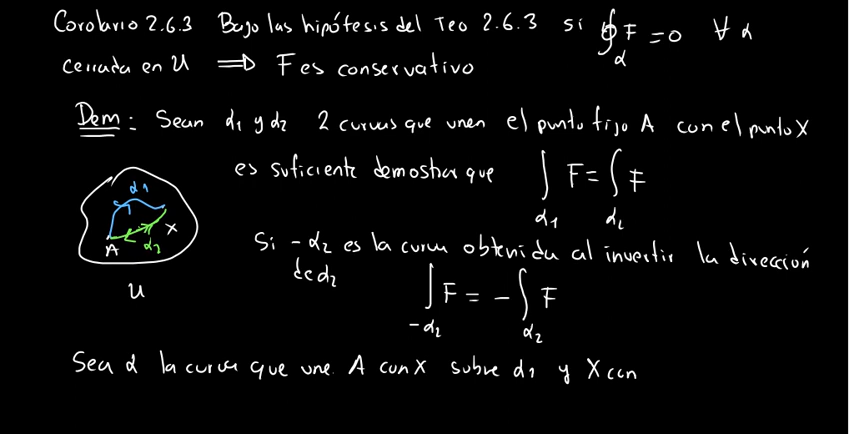 Corolario 2.6.3 Bajo las hipótesis del Teo 2.6.3 si ∮_α F = 0 ∀ α
cerrada en U ⟹ F es conservativo
Dem: Sean α₁ y α₂ 2 curvas que unen el punto fijo A con el punto X
es suficiente demostrar que ∫_α₁ F = ∫_α₂ F
α₁
X
A
α₂
U
Si -α₂ es la curva obtenida al invertir la dirección
de α₂
∫_-α₂ F = - ∫_α₂ F
Sea α la curva que une A con X sobre α₁ y X con